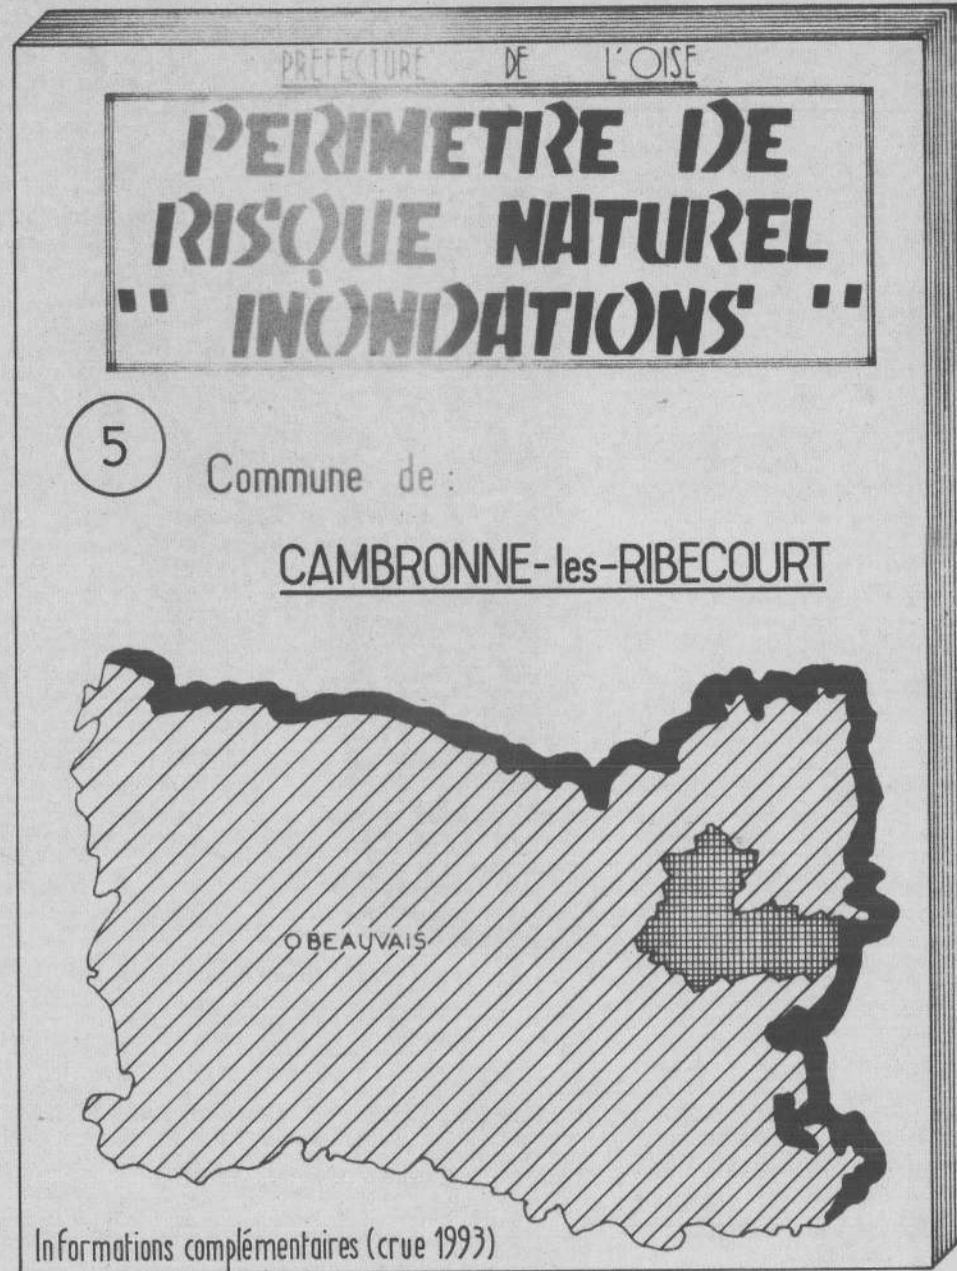 PREFECTURE DE L'OISE
PERIMETRE DE
RISQUE NATUREL
" INONDATIONS "
5
Commune de :
CAMBRONNE-les-RIBECOURT
BEAUVAIS
Informations complémentaires (crue 1993)